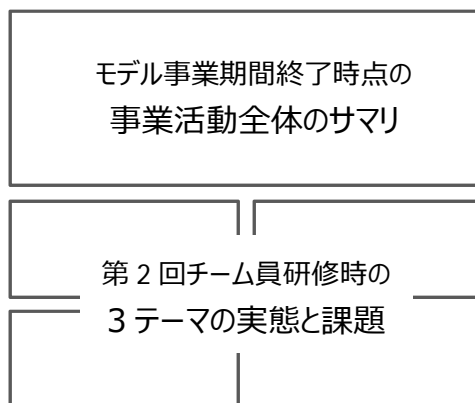 モデル事業期間終了時点の
事業活動全体のサマリ
第2回チーム員研修時の
3テーマの実態と課題